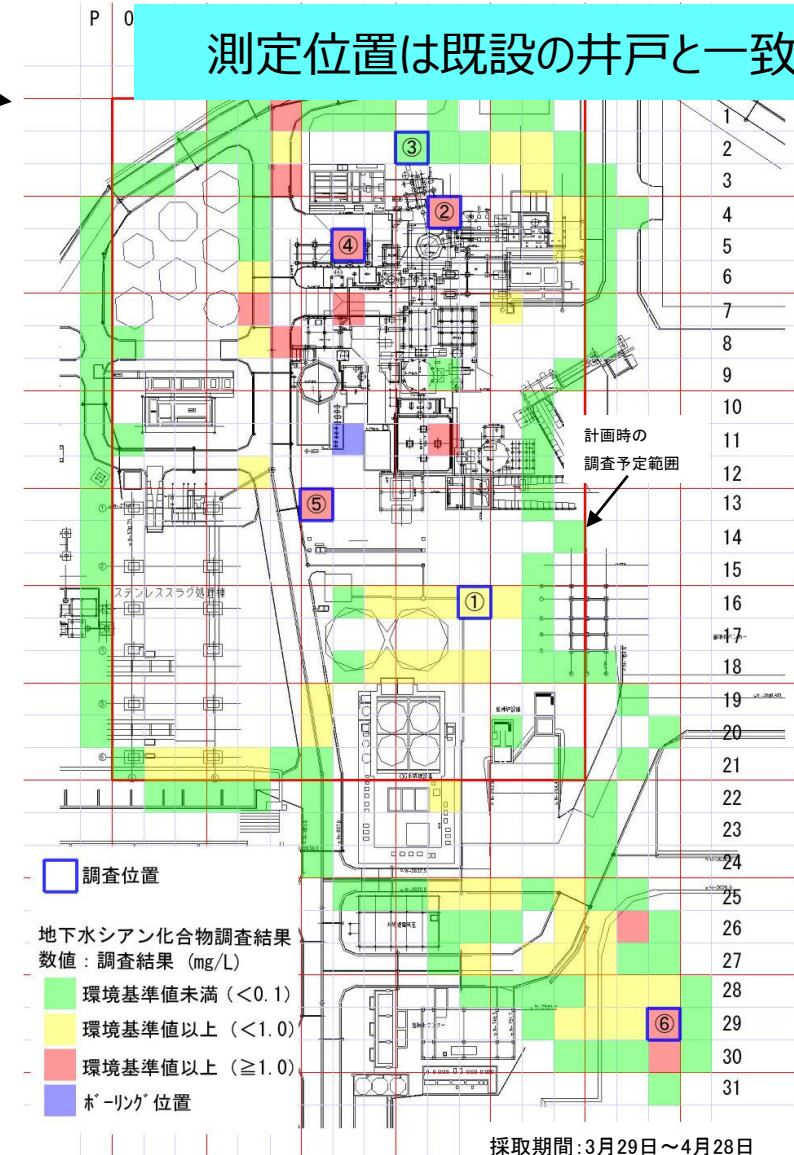 P 0
測定位置は既設の井戸と一致
1
③ 2
3
② 4
④ 5
6
7
8
9
10
11
計画時の
調査予定範囲
12
⑤ 13
14
15
ステンレススラグ処理棟
① 16
17
18
19
20
21
22
23
24
25
26
27
28
⑥ 29
30
31
調査位置
地下水シアン化合物調査結果
数値：調査結果 (mg/L)
環境基準値未満 (<0.1)
環境基準値以上 (<1.0)
環境基準値以上 (≧1.0)
ボーリング位置
採取期間:3月29日～4月28日